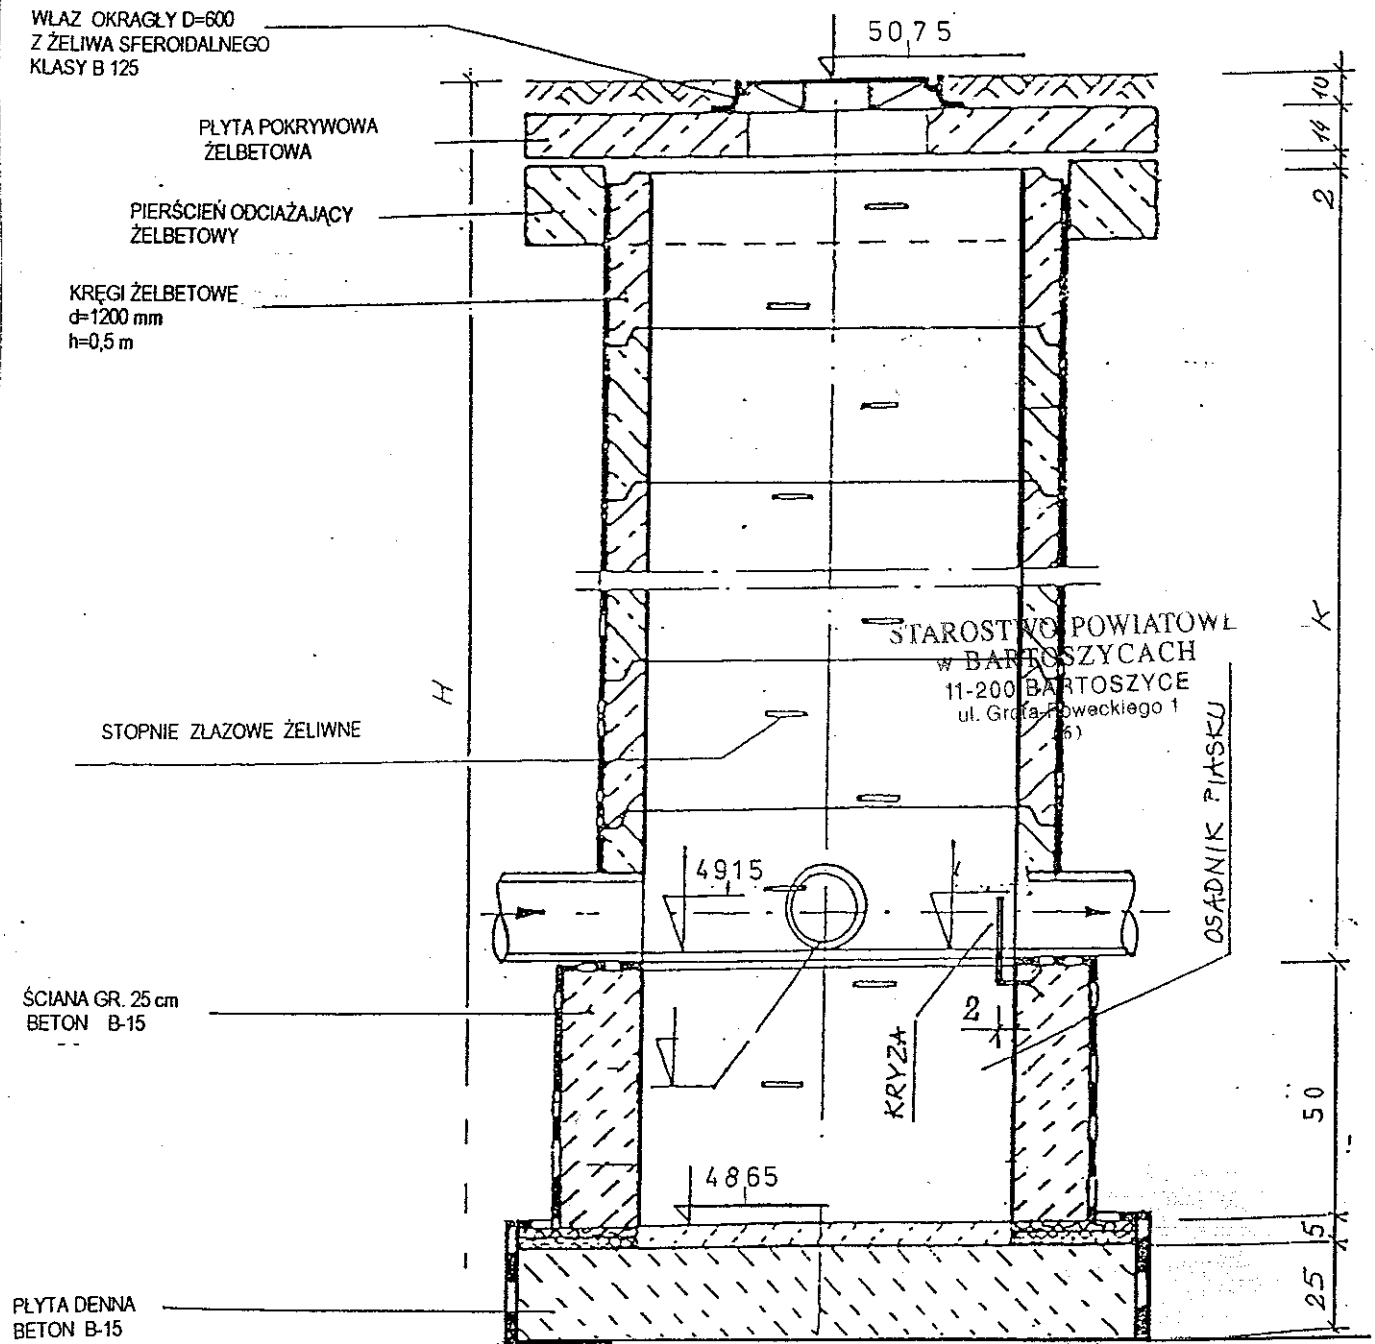 WŁAZ OKRAGŁY D=600
Z ŻELIWA SFEROIDALNEGO
KLASY B 125
50,75
10
PŁYTA POKRYWOWA
ŻELBETOWA
14
2
PIERŚCIEŃ ODCIAŻAJĄCY
ŻELBETOWY
KRĘGI ŻELBETOWE
d=1200 mm
h=0,5 m
STAROSTWO POWIATOWE
w BARTOSZYCACH
11-200 BARTOSZYCE
ul. Grota-Roweckiego 1
K
H
STOPNIE ZŁAZOWE ŻELIWNE
OSADNIK PIASKU
49,15
ŚCIANA GR. 25 cm
BETON B-15
2
KRYZA
50
48,65
5
25
PŁYTA DENNA
BETON B-15